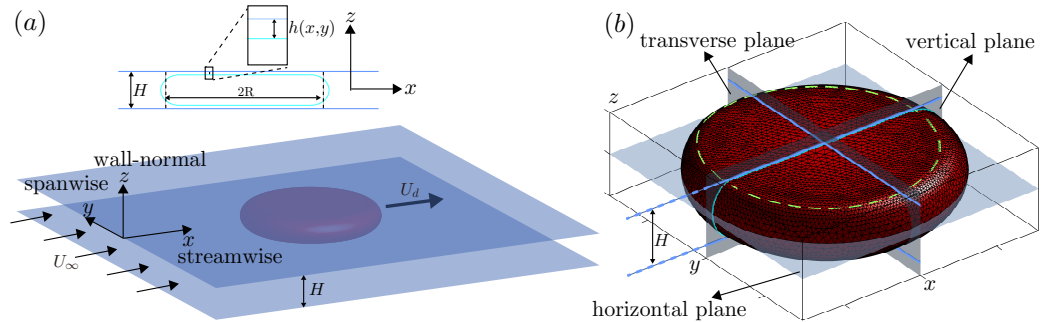 (a)
z
h(x,y)
H
2R
x
wall-normal
spanwise
z
y
x
U_d
U_∞
streamwise
H
(b)
transverse plane
vertical plane
z
H
y
x
horizontal plane